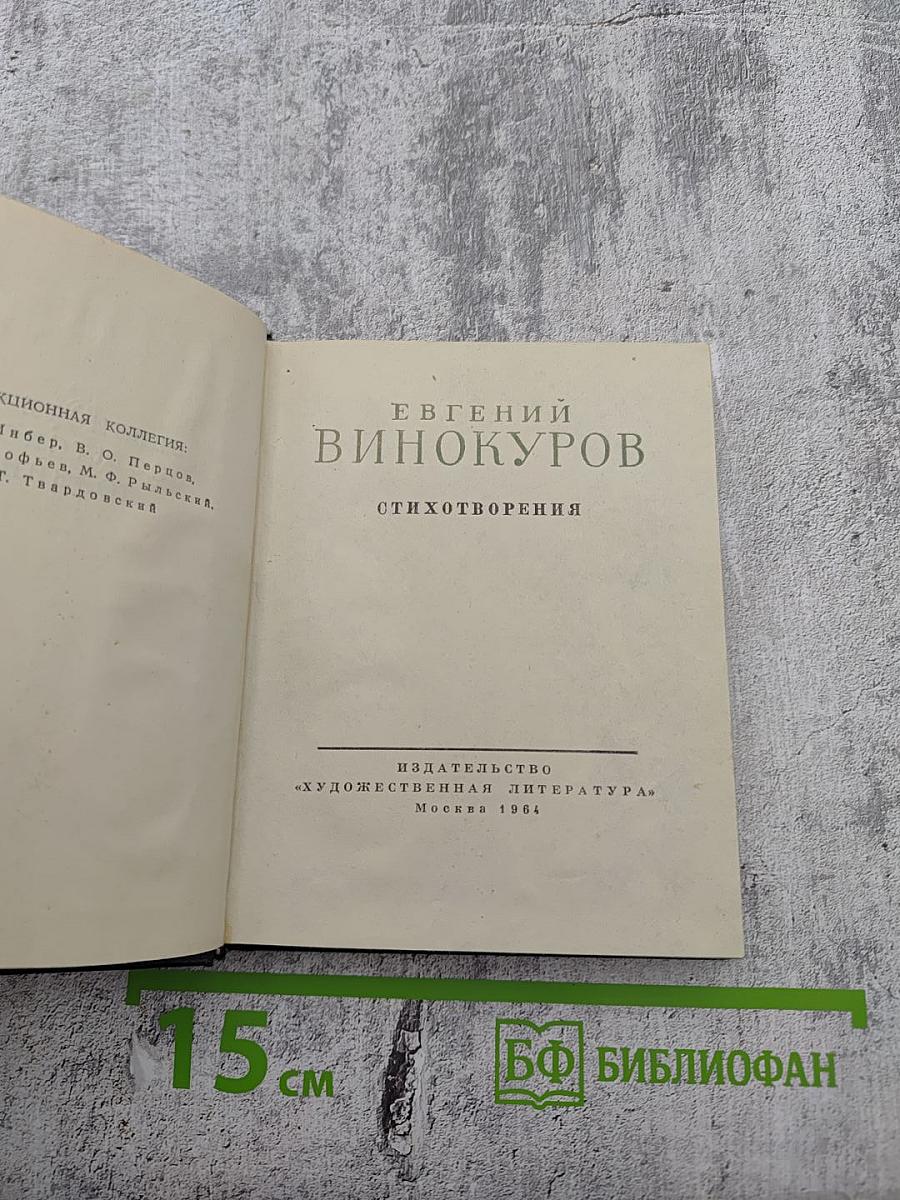 КЦИОННАЯ КОЛЛЕГИЯ:
Инбер, В. О. Перцов,
офьев, М. Ф. Рыльский,
Т. Твардовский
ЕВГЕНИЙ
ВИНОКУРОВ
СТИХОТВОРЕНИЯ
ИЗДАТЕЛЬСТВО
«ХУДОЖЕСТВЕННАЯ ЛИТЕРАТУРА»
Москва 1964
15 см
БФ БИБЛИОФАН